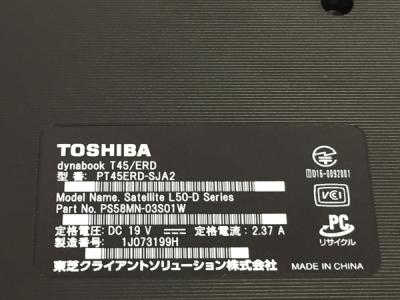 TOSHIBA
dynabook T45/ERD
型 番: PT45ERD-SJA2
Model Name. Satellite L50-D Series
Part No. PS58MN-03S01W
定格電圧: DC 19 V 定格電流: 2.37 A
製造番号: 1J073199H
東芝クライアントソリューション株式会社
D16-0092001
VCI
PC
リサイクル
MADE IN CHINA